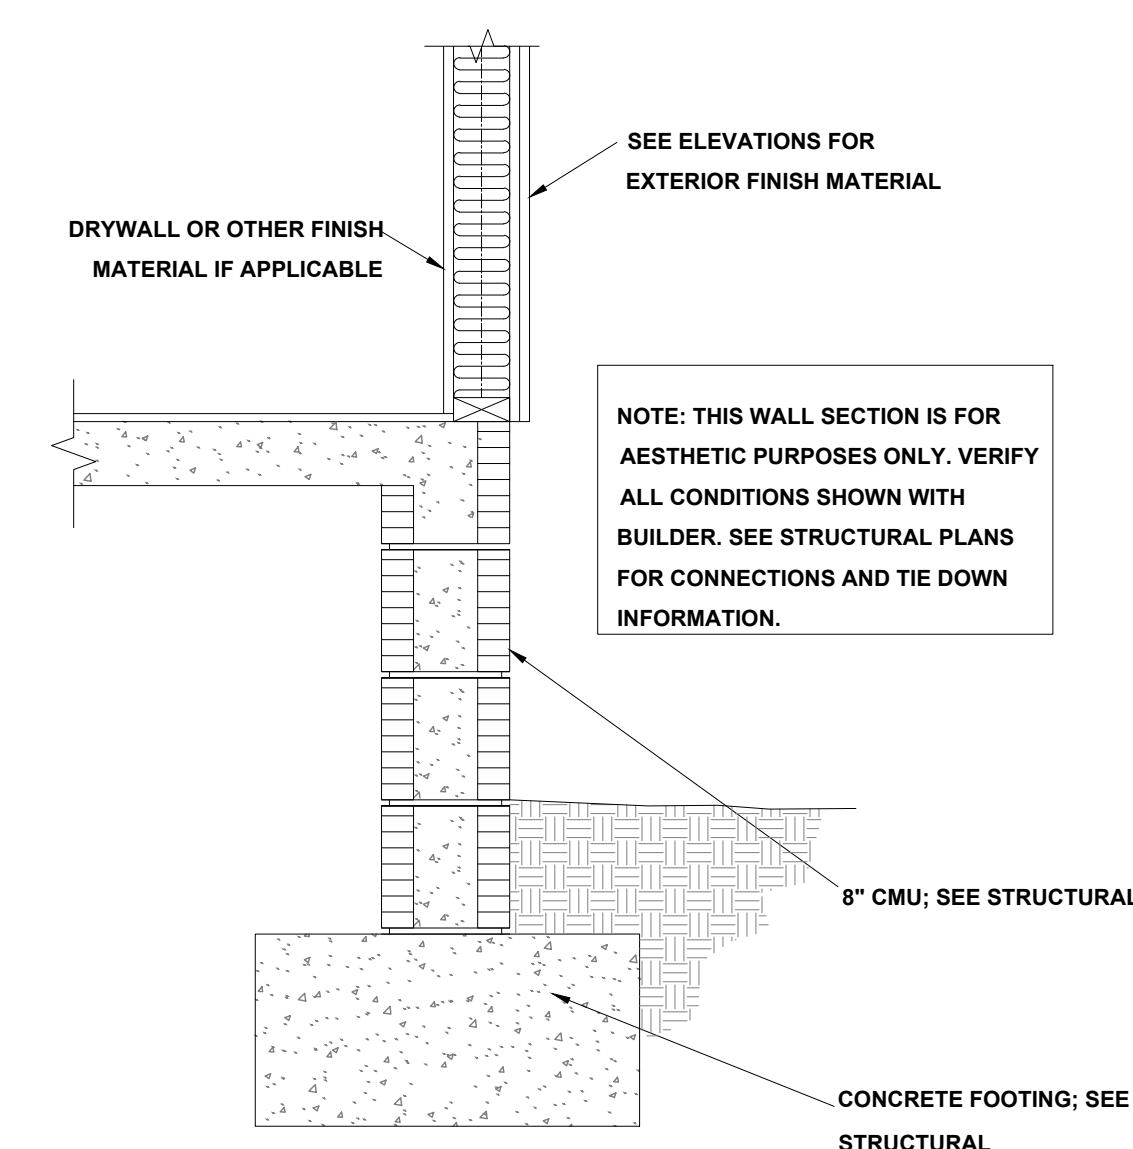 SEE ELEVATIONS FOR
EXTERIOR FINISH MATERIAL
DRYWALL OR OTHER FINISH
MATERIAL IF APPLICABLE
NOTE: THIS WALL SECTION IS FOR
AESTHETIC PURPOSES ONLY. VERIFY
ALL CONDITIONS SHOWN WITH
BUILDER. SEE STRUCTURAL PLANS
FOR CONNECTIONS AND TIE DOWN
INFORMATION.
8" CMU; SEE STRUCTURAL
CONCRETE FOOTING; SEE
STRUCTURAL